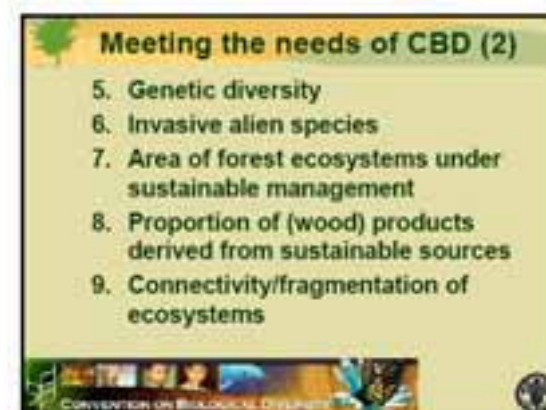 Meeting the needs of CBD (2)
5. Genetic diversity
6. Invasive alien species
7. Area of forest ecosystems under
sustainable management
8. Proportion of (wood) products
derived from sustainable sources
9. Connectivity/fragmentation of
ecosystems
CONVENTION ON BIOLOGICAL DIVERSITY